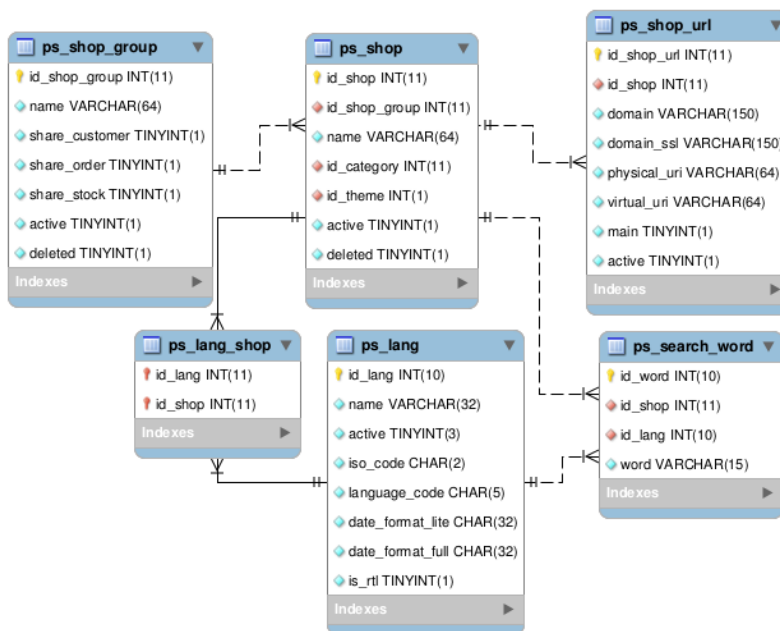 ps_shop_group
id_shop_group INT(11)
name VARCHAR(64)
share_customer TINYINT(1)
share_order TINYINT(1)
share_stock TINYINT(1)
active TINYINT(1)
deleted TINYINT(1)
Indexes
ps_shop
id_shop INT(11)
id_shop_group INT(11)
name VARCHAR(64)
id_category INT(11)
id_theme INT(1)
active TINYINT(1)
deleted TINYINT(1)
Indexes
ps_shop_url
id_shop_url INT(11)
id_shop INT(11)
domain VARCHAR(150)
domain_ssl VARCHAR(150)
physical_uri VARCHAR(64)
virtual_uri VARCHAR(64)
main TINYINT(1)
active TINYINT(1)
Indexes
ps_lang_shop
id_lang INT(11)
id_shop INT(11)
Indexes
ps_lang
id_lang INT(10)
name VARCHAR(32)
active TINYINT(3)
iso_code CHAR(2)
language_code CHAR(5)
date_format_lite CHAR(32)
date_format_full CHAR(32)
is_rtl TINYINT(1)
Indexes
ps_search_word
id_word INT(10)
id_shop INT(11)
id_lang INT(10)
word VARCHAR(15)
Indexes